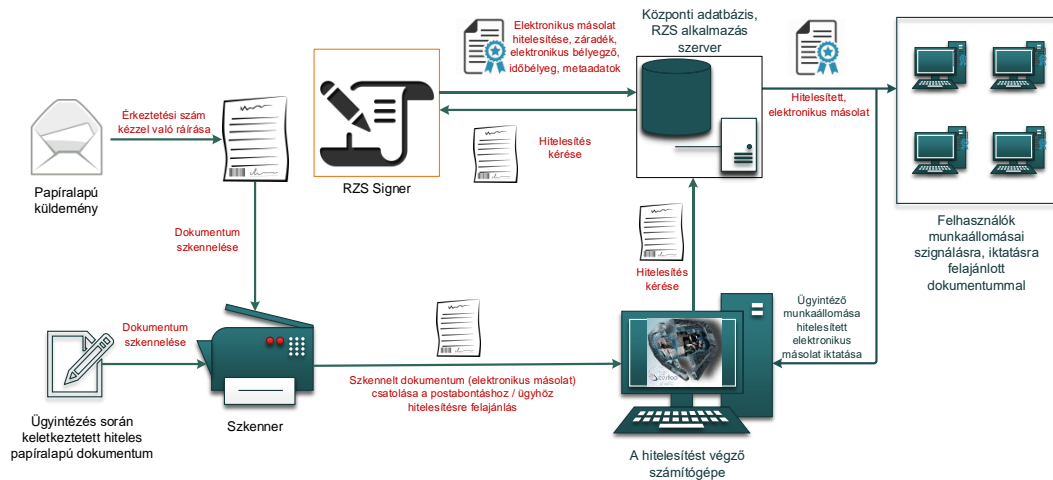 Elektronikus másolat
hitelesítése, záradék,
elektronikus bélyegző,
időbélyeg, metaadatok
Központi adatbázis,
RZS alkalmazás
szerver
Érkeztetési szám
kézzel való ráírása
Hitelesítés
kérése
Hitelesített,
elektronikus másolat
Papíralapú
küldemény
RZS Signer
Felhasználók
munkaállomásai
szignálásra, iktatásra
felajánlott
dokumentummal
Dokumentum
szkennelése
Hitelesítés
kérése
Dokumentum
szkennelése
Ügyintéző
munkaállomása
hitelesített
elektronikus
másolat iktatása
Szkennelt dokumentum (elektronikus másolat)
csatolása a postabontáshoz / ügyhöz
hitelesítésre felajánlás
Ügyintézés során
keletkeztetett hiteles
papíralapú dokumentum
Szkenner
A hitelesítést végző
számítógépe